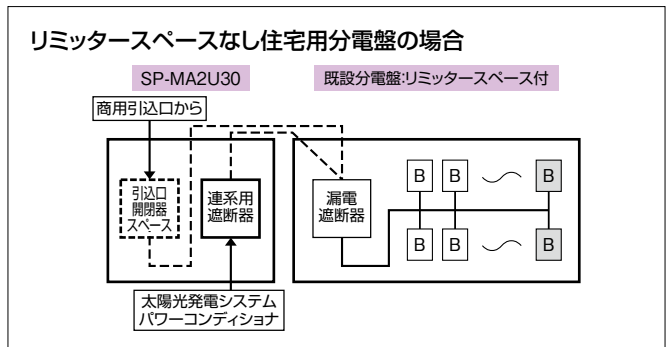 リミッタースペースなし住宅用分電盤の場合
SP-MA2U30
既設分電盤:リミッタースペース付
商用引込口から
引込口
開閉器
スペース
連系用
遮断器
漏電
遮断器
B B B
B B B
太陽光発電システム
パワーコンディショナ